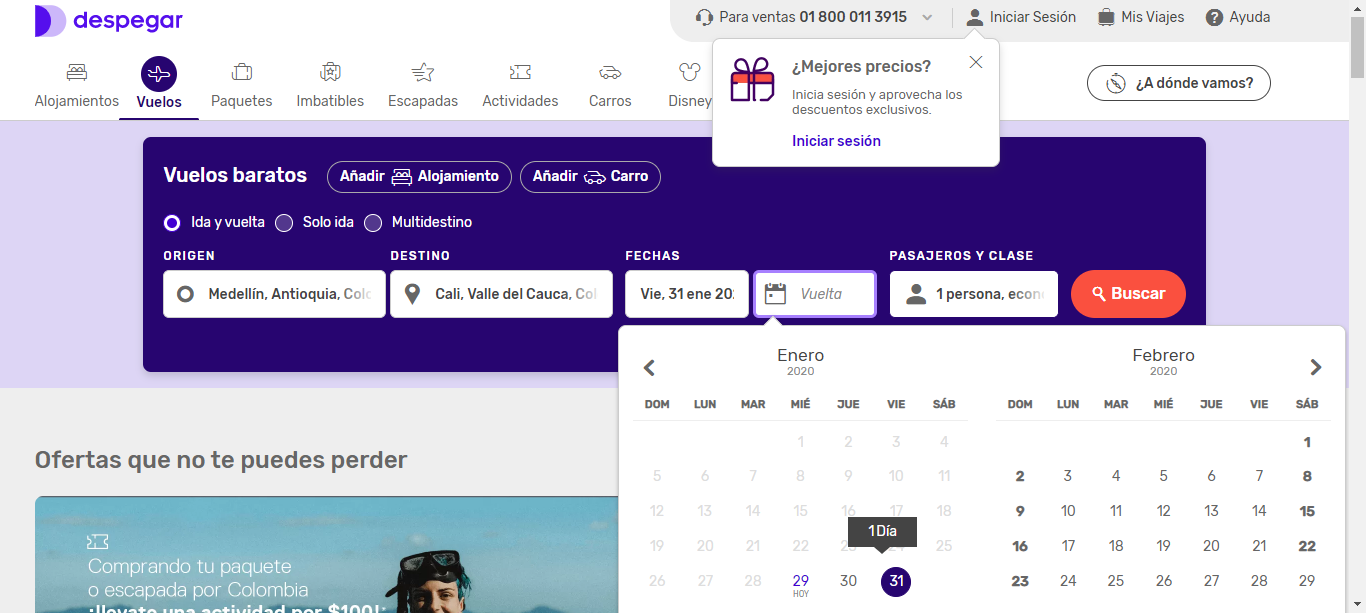 despegar
Para ventas 01 800 011 3915
Iniciar Sesión
Mis Viajes
Ayuda
Alojamientos
Vuelos
Paquetes
Imbatibles
Escapadas
Actividades
Carros
Disney
¿A dónde vamos?
¿Mejores precios?
Inicia sesión y aprovecha los
descuentos exclusivos.
Iniciar sesión
Vuelos baratos
Añadir Alojamiento
Añadir Carro
Ida y vuelta
Solo ida
Multidestino
ORIGEN
DESTINO
FECHAS
PASAJEROS Y CLASE
Medellín, Antioquia, Colo
Cali, Valle del Cauca, Col
Vie, 31 ene 202
Vuelta
1 persona, econ
Buscar
Enero
2020
DOM LUN MAR MIÉ JUE VIE SÁB
1 2 3 4
5 6 7 8 9 10 11
12 13 14 15 16 17 18
1 Día
19 20 21 22 23 24 25
26 27 28 29 30 31
HOY
Febrero
2020
DOM LUN MAR MIÉ JUE VIE SÁB
1
2 3 4 5 6 7 8
9 10 11 12 13 14 15
16 17 18 19 20 21 22
23 24 25 26 27 28 29
Ofertas que no te puedes perder
Comprando tu paquete
o escapada por Colombia
¡llevate una actividad por $100!*